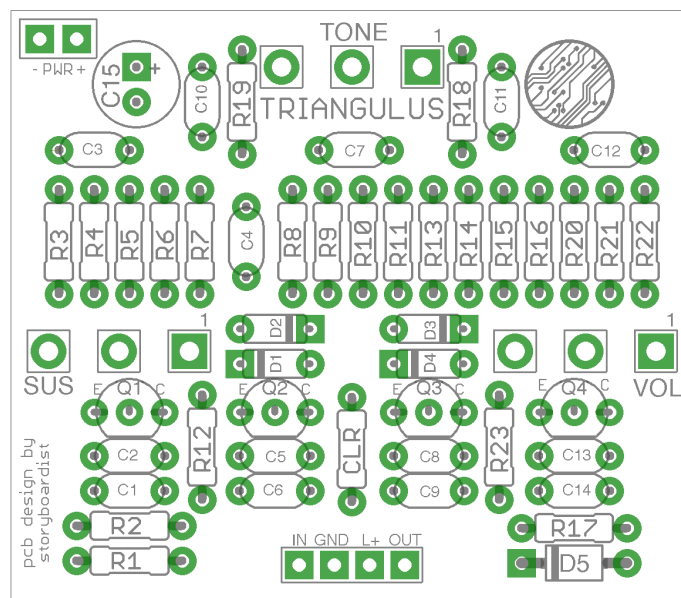 - PWR +
C15 +
C10
R19
TONE
1
TRIANGULUS
R18
C11
C3
C7
C12
R3
R4
R5
R6
R7
C4
R8
R9
R10
R11
R13
R14
R15
R16
R20
R21
R22
D2
D3
1
D1
D4
1
SUS
VOL
E Q1 C
E Q2 C
E Q3 C
E Q4 C
R12
CLR
R23
C2
C5
C8
C13
C1
C6
C9
C14
pcb design by
storyboardist
R2
R17
R1
D5
IN GND L+ OUT